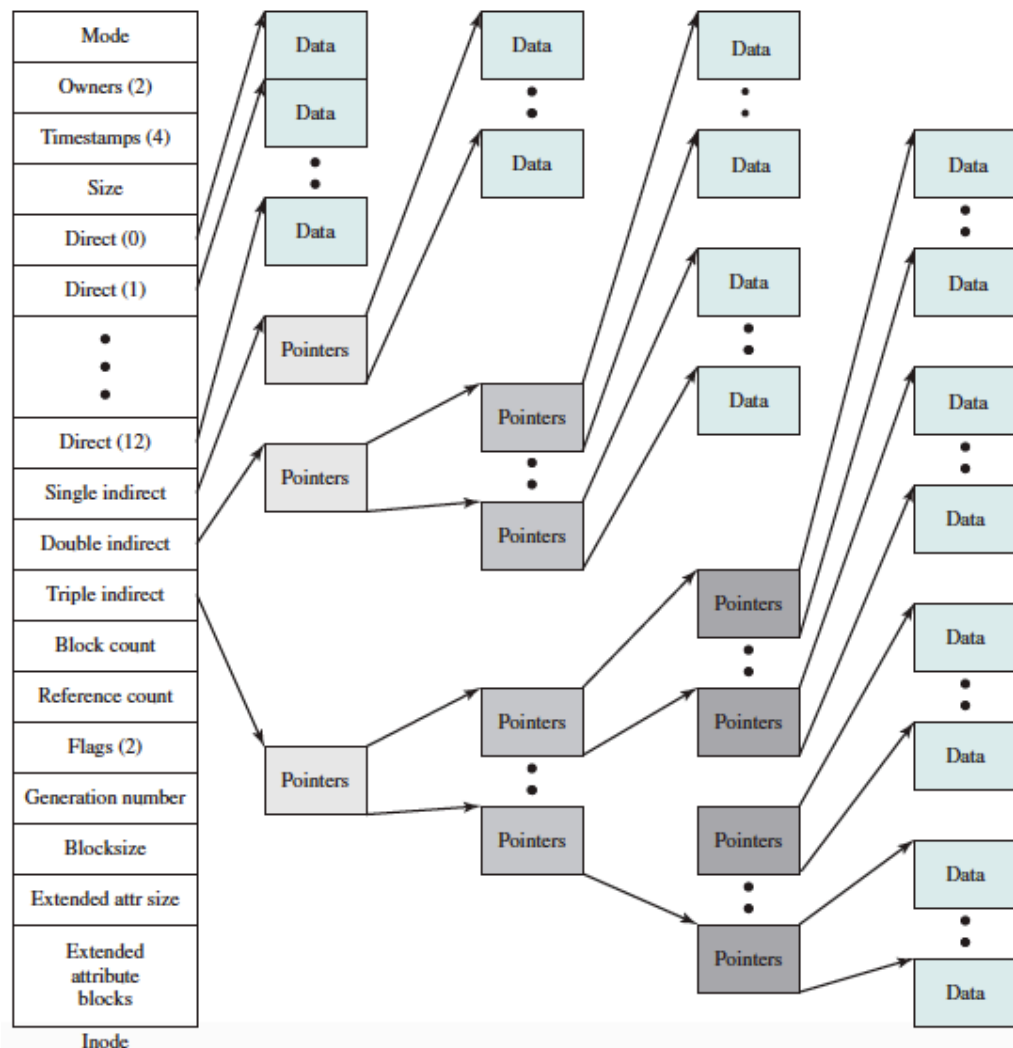 Mode
Owners (2)
Timestamps (4)
Size
Direct (0)
Direct (1)
Direct (12)
Single indirect
Double indirect
Triple indirect
Block count
Reference count
Flags (2)
Generation number
Blocksize
Extended attr size
Extended
attribute
blocks
Inode
Data
Data
Data
Pointers
Pointers
Pointers
Data
Data
Pointers
Pointers
Pointers
Pointers
Data
Data
Data
Data
Pointers
Pointers
Pointers
Pointers
Data
Data
Data
Data
Data
Data
Data
Data